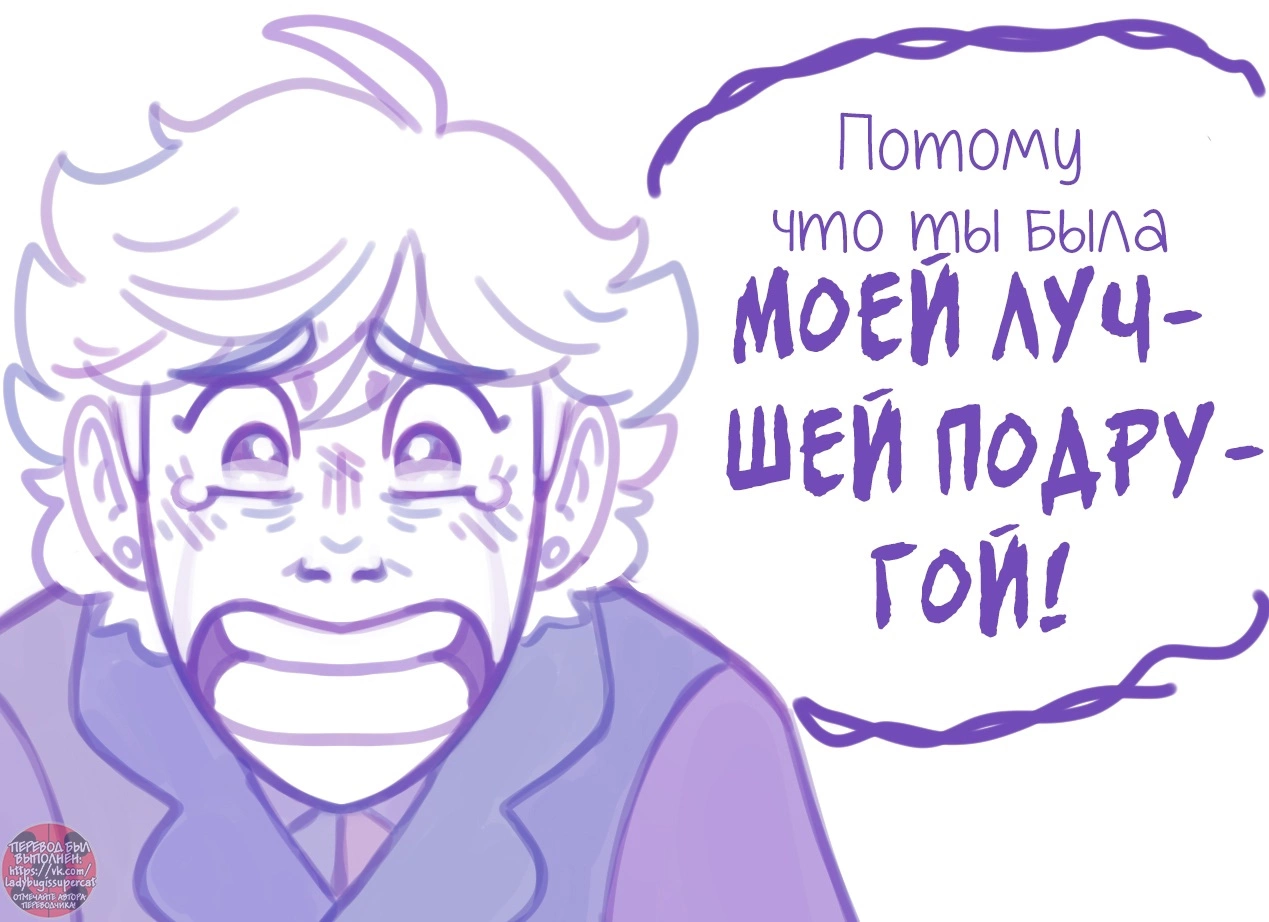 Потому
что ты была
МОЕЙ ЛУЧ-
ШЕЙ ПОДРУ-
ГОЙ!
ПЕРЕВОД БЫЛ
ВЫПОЛНЕН:
https://vk.com/
ladybugissupercat
ОТМЕЧАЙТЕ АВТОРА
ПЕРЕВОДЧИКА!